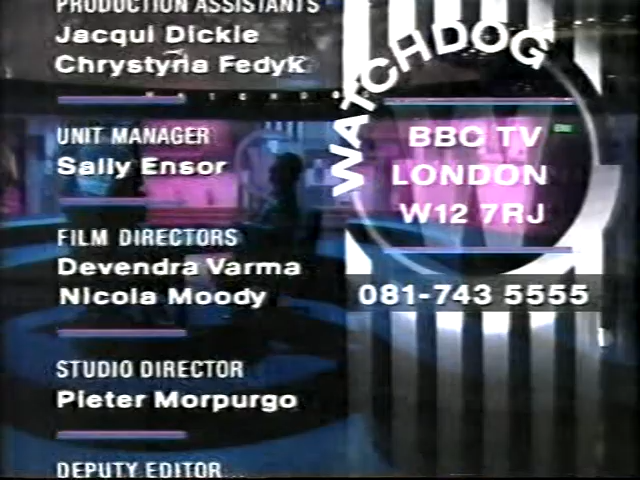 PRODUCTION ASSISTANTS
Jacqui Dickie
Chrystyna Fedyk
UNIT MANAGER
Sally Ensor
FILM DIRECTORS
Devendra Varma
Nicola Moody
STUDIO DIRECTOR
Pieter Morpurgo
DEPUTY EDITOR
WATCHDOG
BBC TV
LONDON
W12 7RJ
081-743 5555